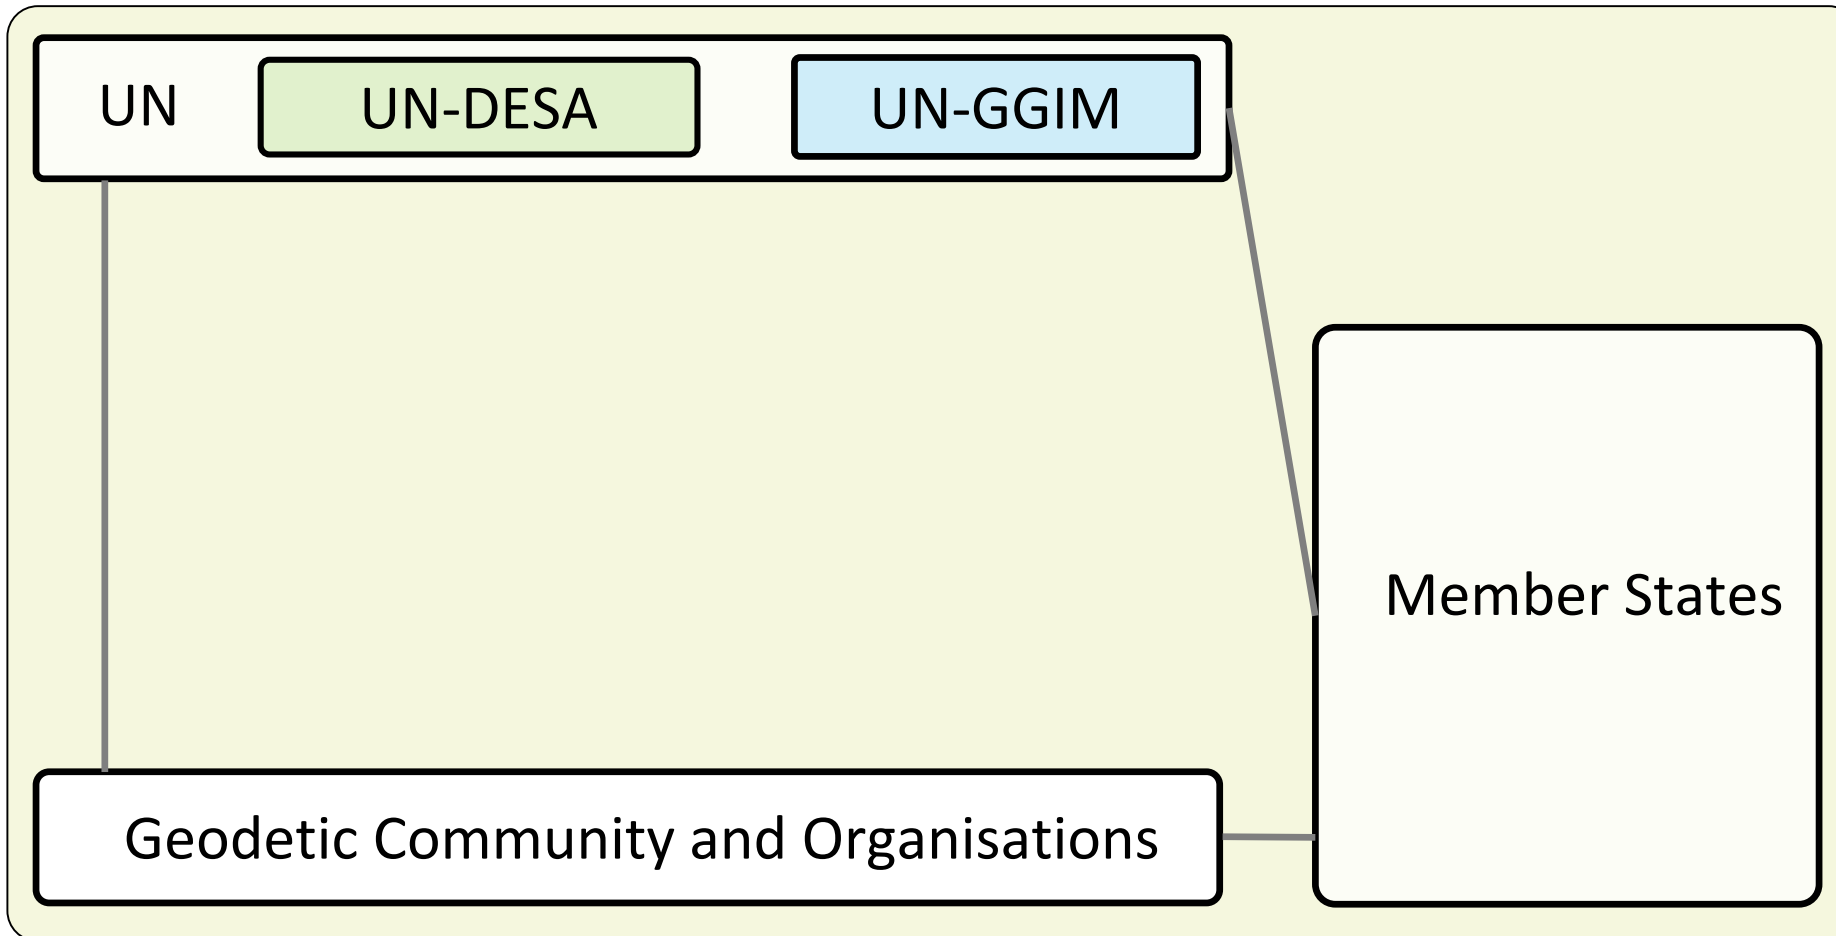 UN UN-DESA UN-GGIM
Member States
Geodetic Community and Organisations